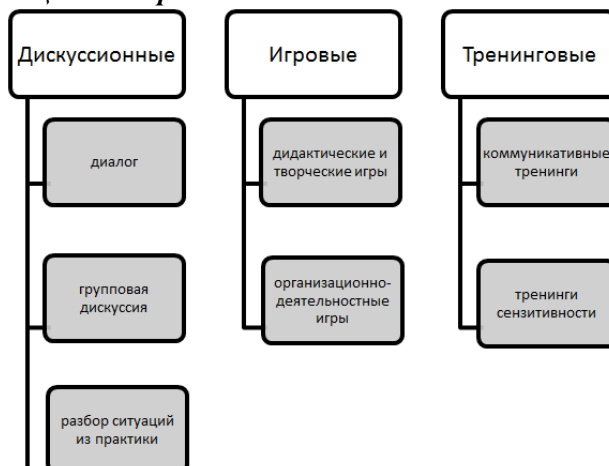 Дискуссионные
диалог
групповая
дискуссия
разбор ситуаций
из практики
Игровые
дидактические и
творческие игры
организационно-
деятельностные
игры
Тренинговые
коммуникативные
тренинги
тренинги
сензитивности